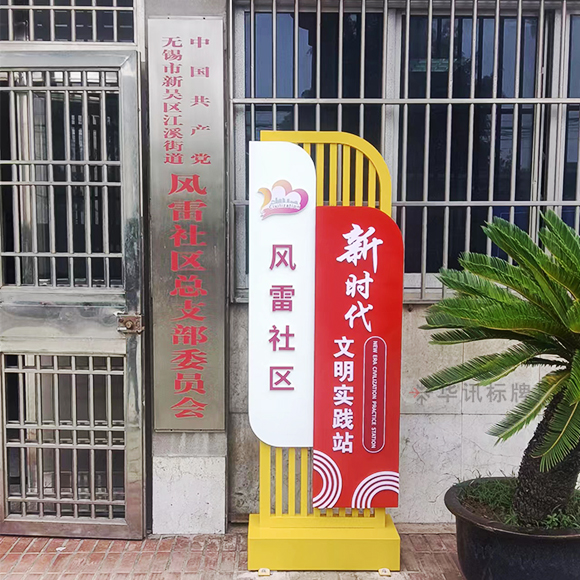 中国共产党
无锡市新吴区江溪街道
风雷社区总支部委员会
风雷社区
新时代
文明实践站
NEW ERA CIVILIZATION PRACTICE STATION
华讯标牌